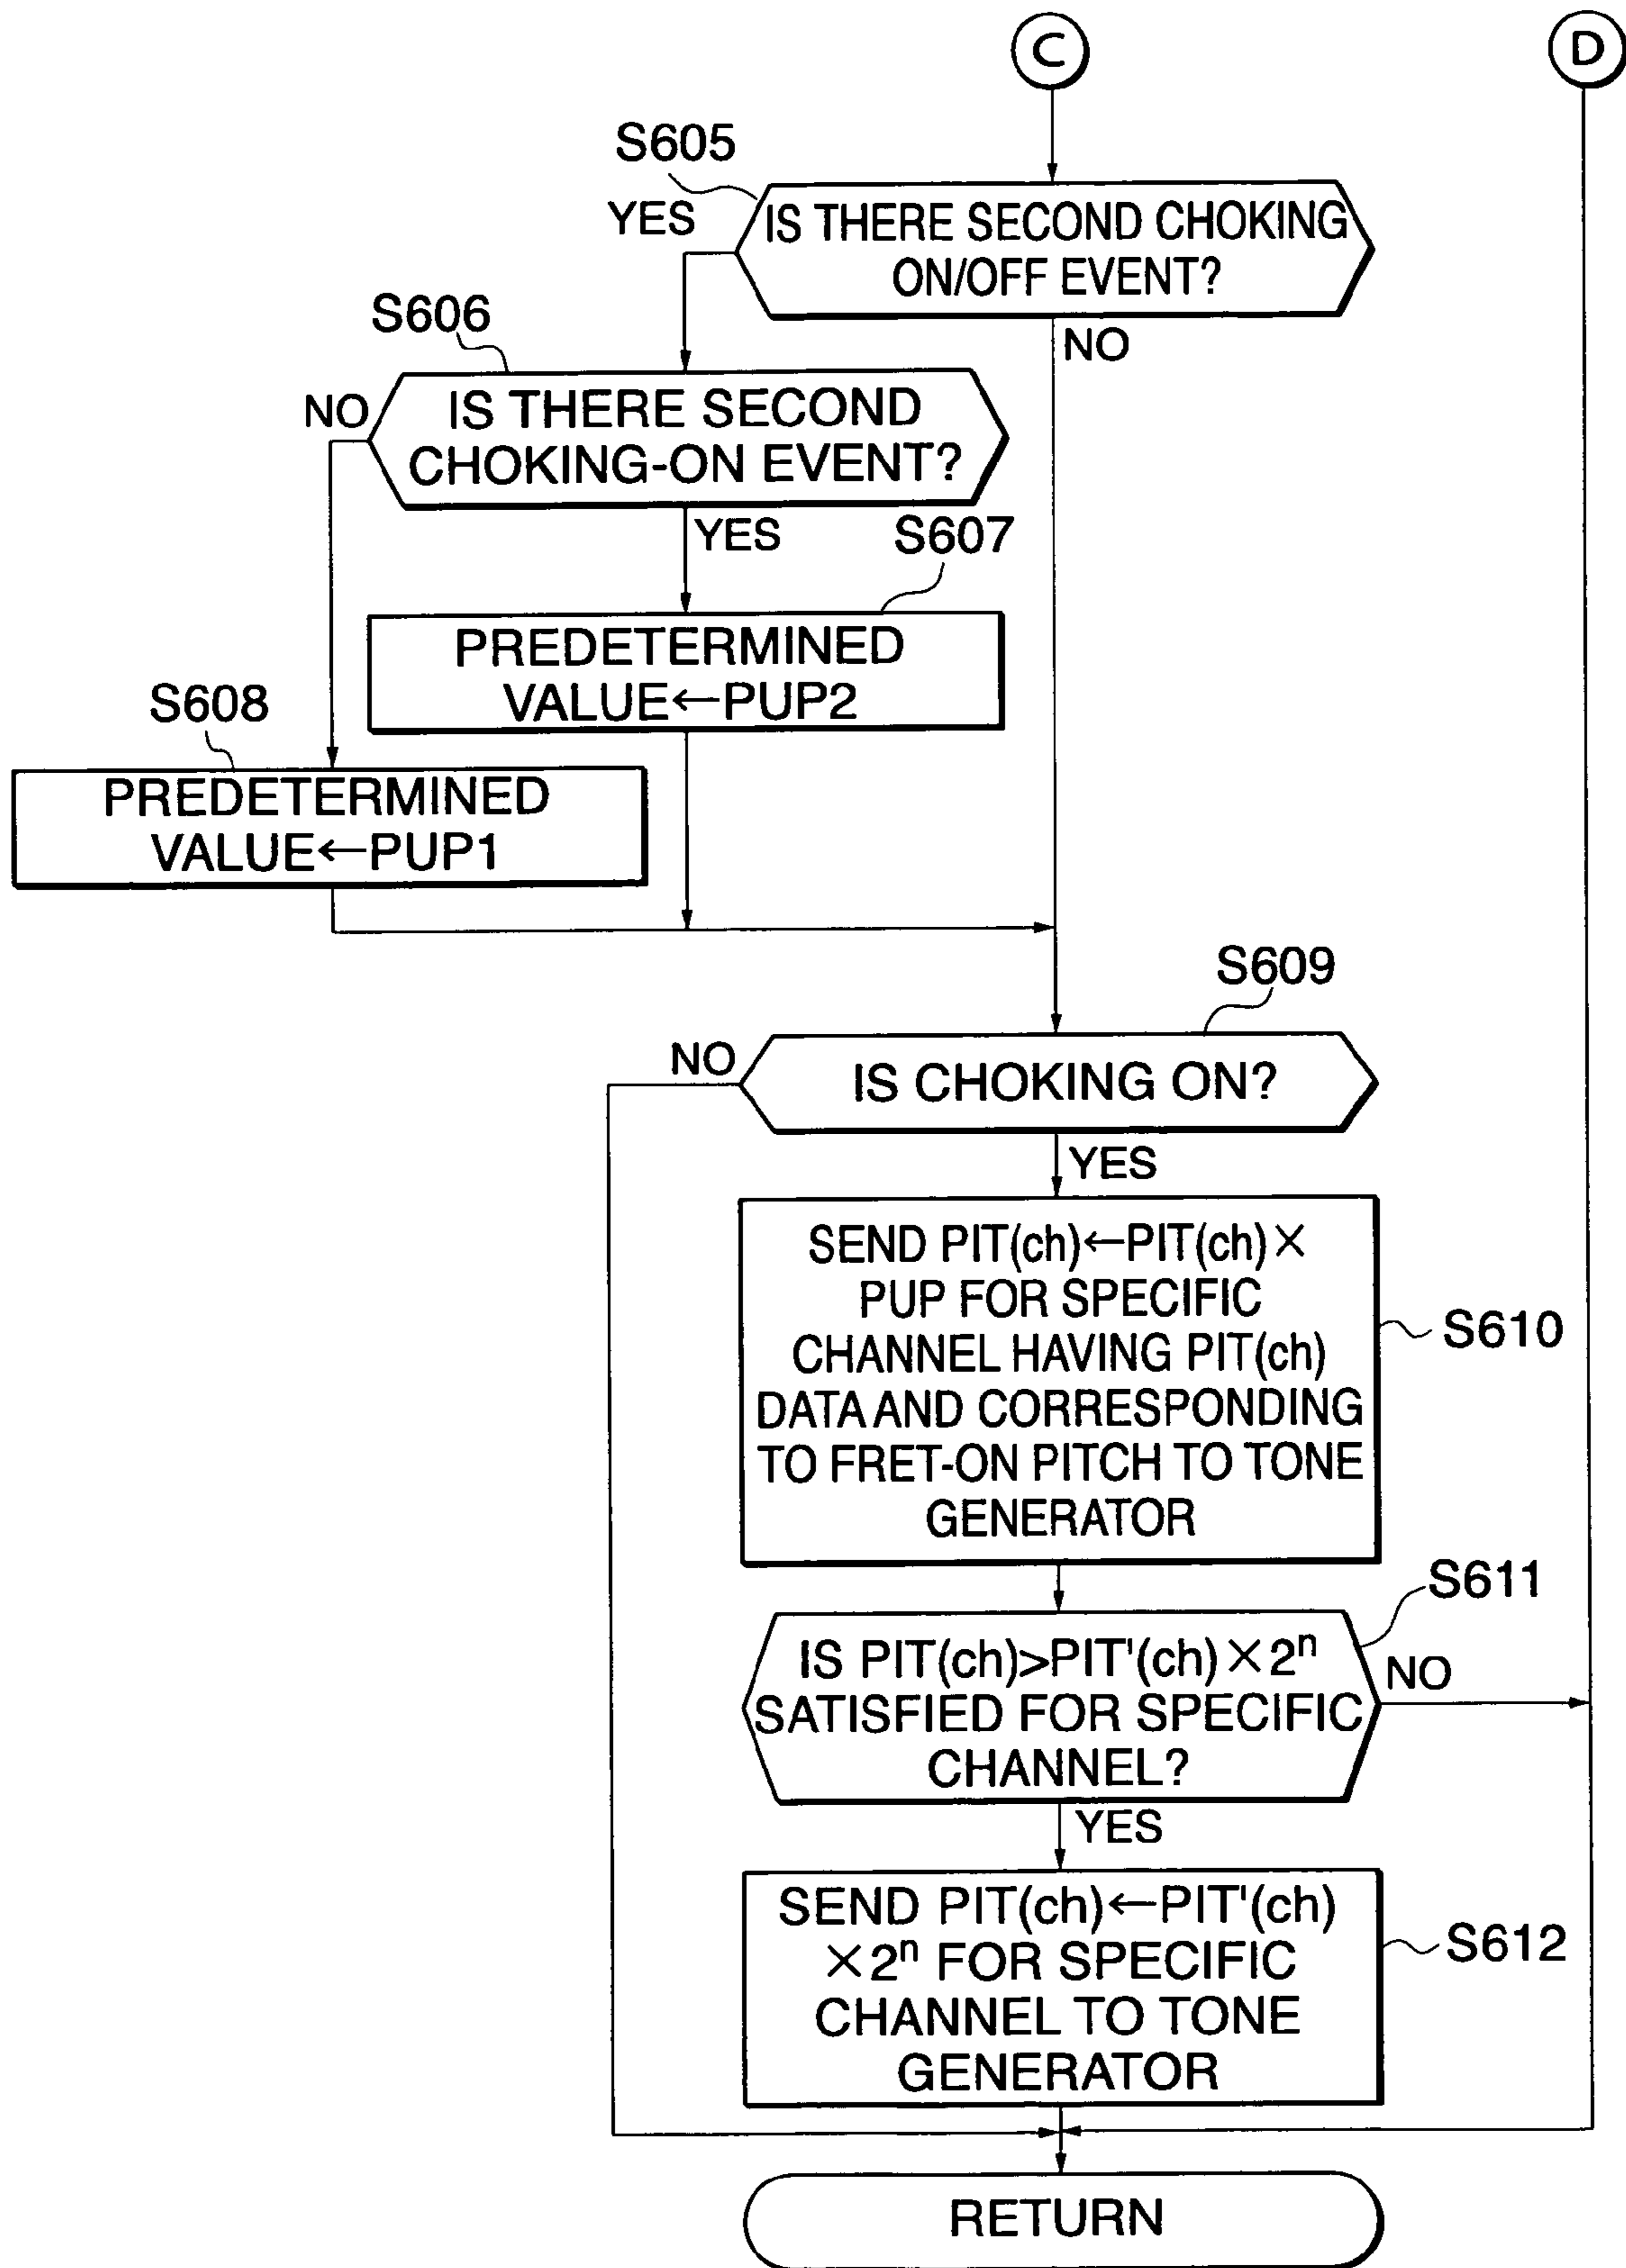 C
D
S605
YES
IS THERE SECOND CHOKING
ON/OFF EVENT?
NO
S606
NO
IS THERE SECOND
CHOKING-ON EVENT?
YES
S607
PREDETERMINED
VALUE←PUP2
S608
PREDETERMINED
VALUE←PUP1
S609
NO
IS CHOKING ON?
YES
SEND PIT(ch)←PIT(ch)×
PUP FOR SPECIFIC
CHANNEL HAVING PIT(ch)
DATA AND CORRESPONDING
TO FRET-ON PITCH TO TONE
GENERATOR
S610
S611
IS PIT(ch)>PIT'(ch)×2ⁿ
SATISFIED FOR SPECIFIC
CHANNEL?
NO
YES
SEND PIT(ch)←PIT'(ch)
×2ⁿ FOR SPECIFIC
CHANNEL TO TONE
GENERATOR
S612
RETURN